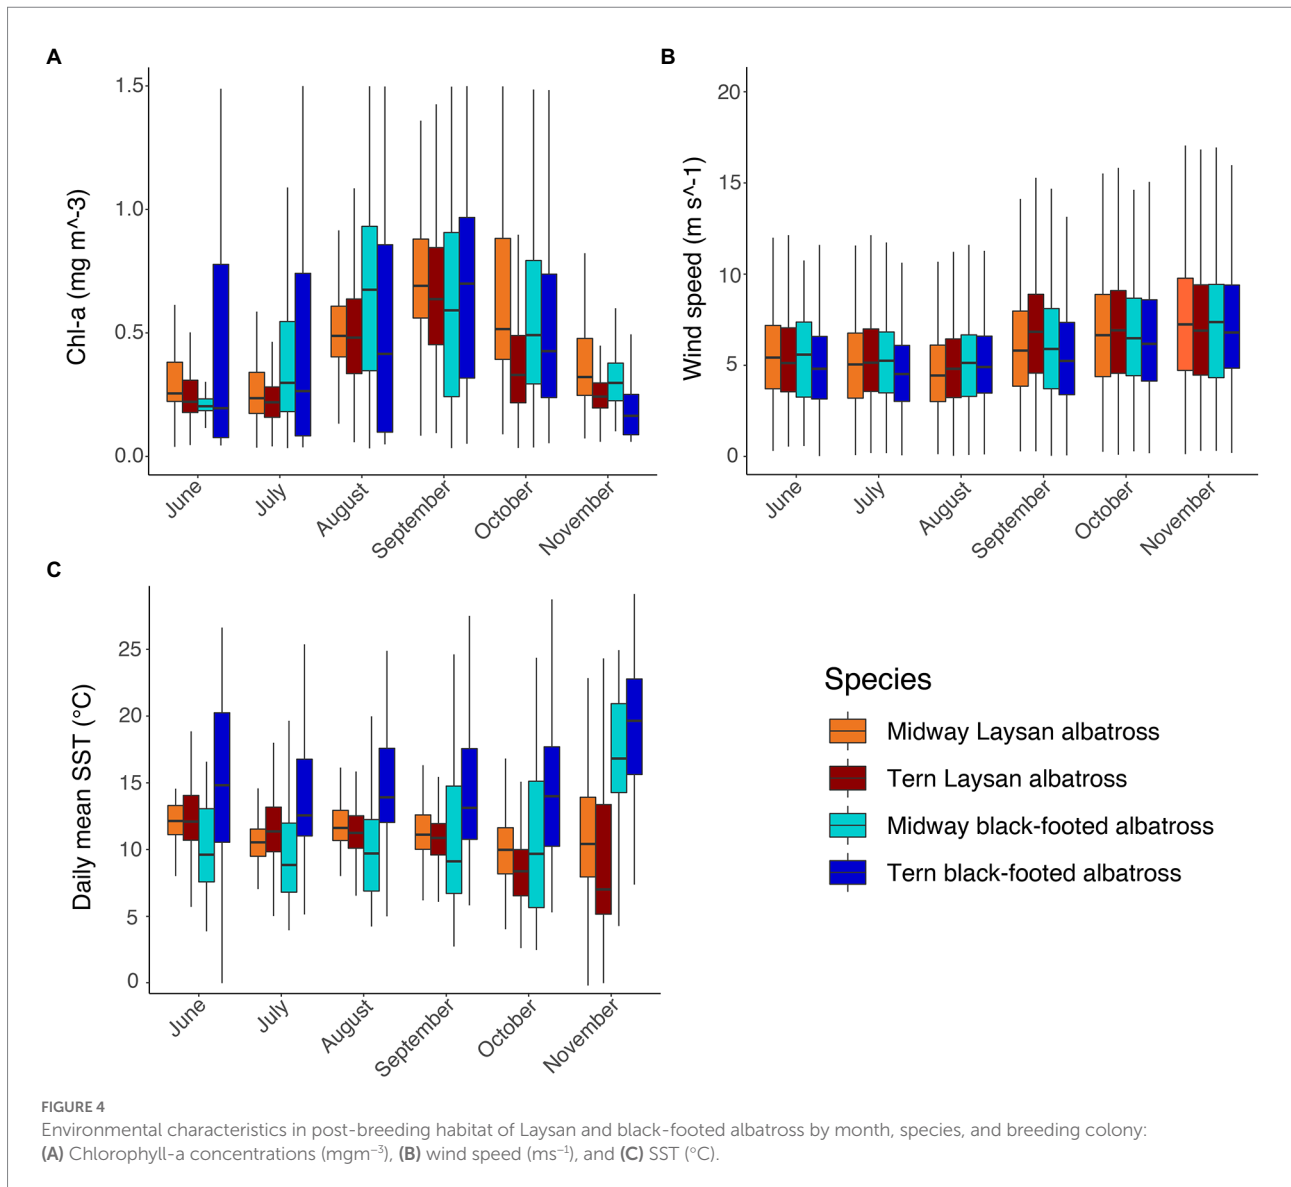 A
Chl-a (mg m^-3)
1.5
1.0
0.5
0.0
June
July
August
September
October
November
B
Wind speed (m s^-1)
20
15
10
5
0
June
July
August
September
October
November
C
Daily mean SST (°C)
25
20
15
10
5
0
June
July
August
September
October
November
Species
Midway Laysan albatross
Tern Laysan albatross
Midway black-footed albatross
Tern black-footed albatross
FIGURE 4
Environmental characteristics in post-breeding habitat of Laysan and black-footed albatross by month, species, and breeding colony:
(A) Chlorophyll-a concentrations (mgm⁻³), (B) wind speed (ms⁻¹), and (C) SST (°C).